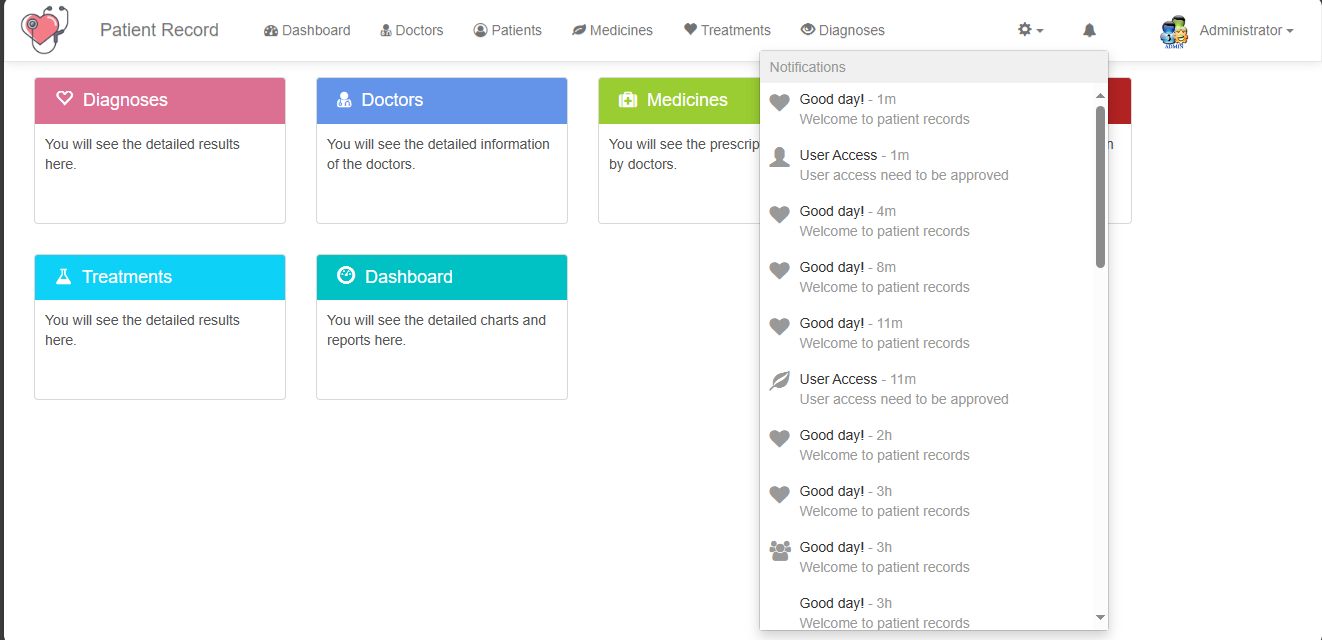 Patient Record
Dashboard
Doctors
Patients
Medicines
Treatments
Diagnoses
ADMIN
Administrator
Diagnoses
You will see the detailed results
here.
Doctors
You will see the detailed information
of the doctors.
Medicines
You will see the prescrip
by doctors.
n
Treatments
You will see the detailed results
here.
Dashboard
You will see the detailed charts and
reports here.
Notifications
Good day! - 1m
Welcome to patient records
User Access - 1m
User access need to be approved
Good day! - 4m
Welcome to patient records
Good day! - 8m
Welcome to patient records
Good day! - 11m
Welcome to patient records
User Access - 11m
User access need to be approved
Good day! - 2h
Welcome to patient records
Good day! - 3h
Welcome to patient records
Good day! - 3h
Welcome to patient records
Good day! - 3h
Welcome to patient records